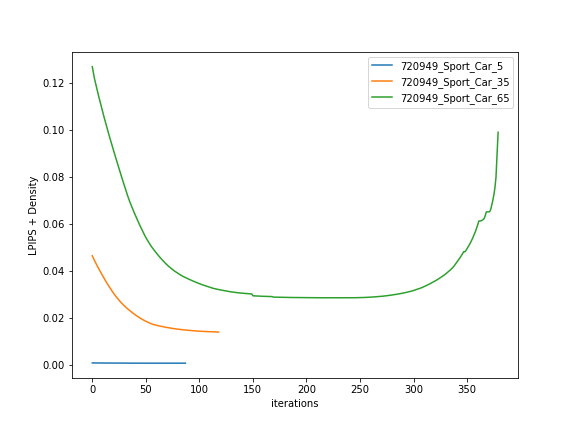 720949_Sport_Car_5
720949_Sport_Car_35
720949_Sport_Car_65
LPIPS + Density
0.12
0.10
0.08
0.06
0.04
0.02
0.00
0 50 100 150 200 250 300 350
iterations